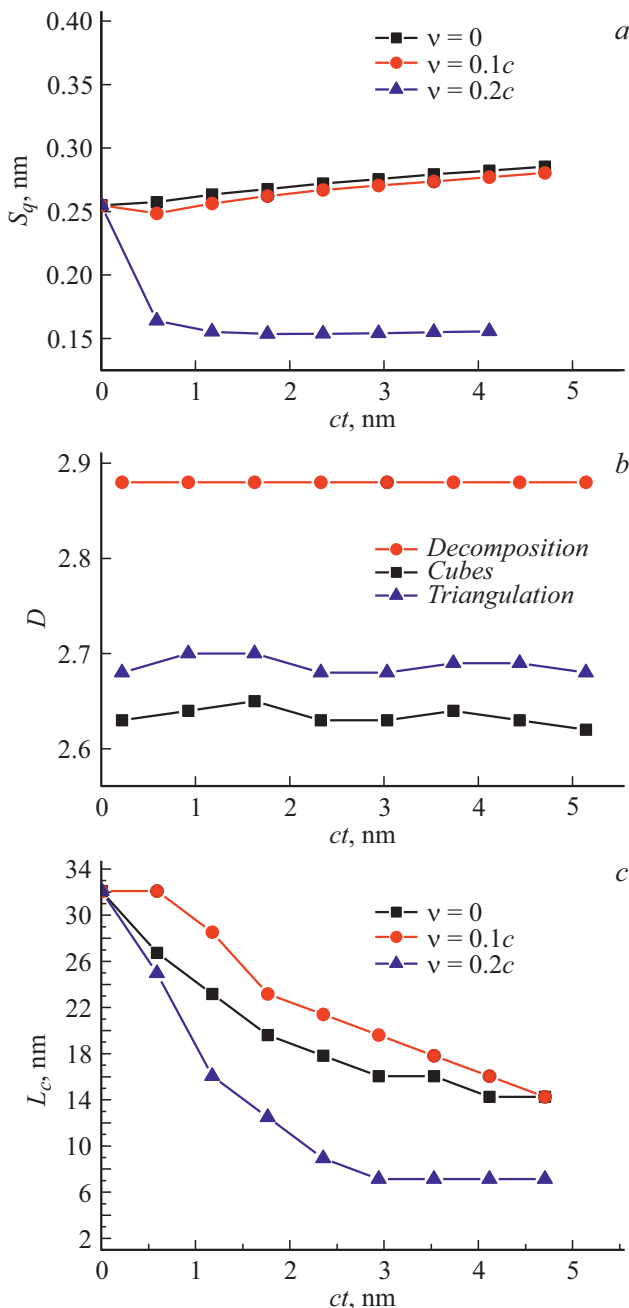 a
ν = 0
ν = 0.1c
ν = 0.2c
0.40
0.35
0.30
0.25
0.20
0.15
S_q, nm
0 1 2 3 4 5
ct, nm
b
2.9
2.8
2.7
2.6
D
Decomposition
Cubes
Triangulation
0 1 2 3 4 5
ct, nm
c
ν = 0
ν = 0.1c
ν = 0.2c
34
32
26
22
18
14
10
6
2
L_c, nm
0 1 2 3 4 5
ct, nm